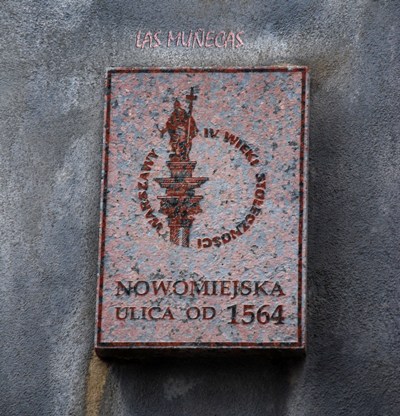 LAS MUÑECAS
IV WIEKI STOŁECZNOŚCI WARSZAWY
NOWOMIEJSKA
ULICA OD 1564